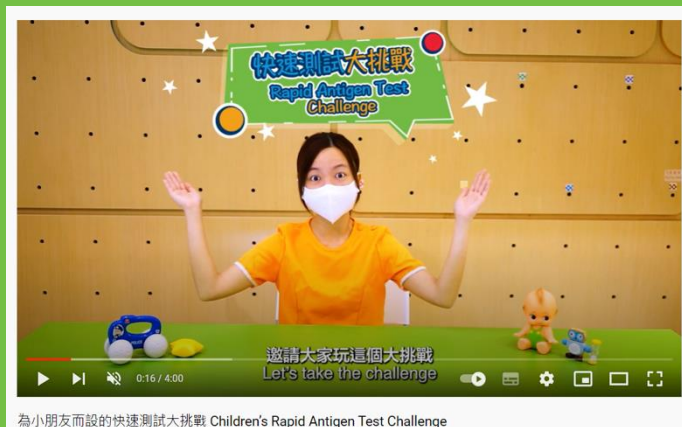 快速測試大挑戰
Rapid Antigen Test
Challenge
邀請大家玩這個大挑戰
Let's take the challenge
0:16 / 4:00
為小朋友而設的快速測試大挑戰 Children's Rapid Antigen Test Challenge